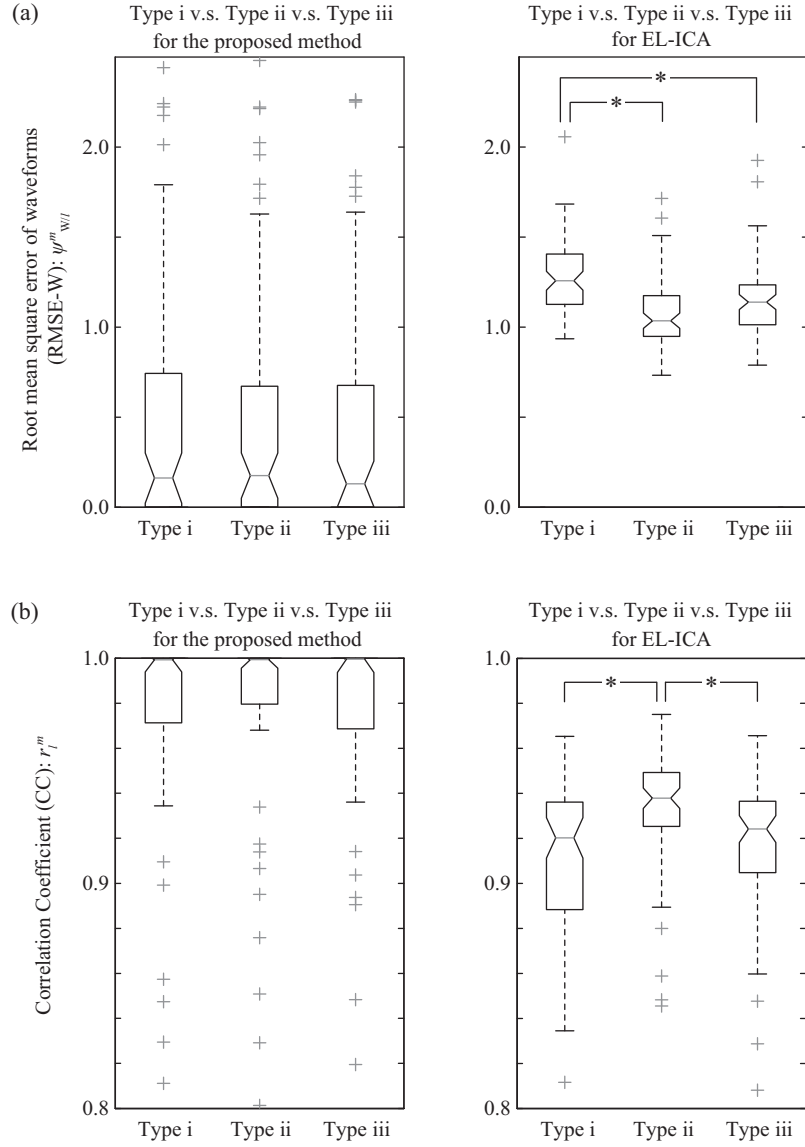 (a)
Type i v.s. Type ii v.s. Type iii
for the proposed method
Type i v.s. Type ii v.s. Type iii
for EL-ICA
Root mean square error of waveforms
(RMSE-W): ψ^m_W/l
2.0
1.0
0.0
Type i Type ii Type iii
2.0
1.0
0.0
* *
Type i Type ii Type iii
(b)
Type i v.s. Type ii v.s. Type iii
for the proposed method
Type i v.s. Type ii v.s. Type iii
for EL-ICA
Correlation Coefficient (CC): r_l^m
1.0
0.9
0.8
Type i Type ii Type iii
1.0
0.9
0.8
* *
Type i Type ii Type iii